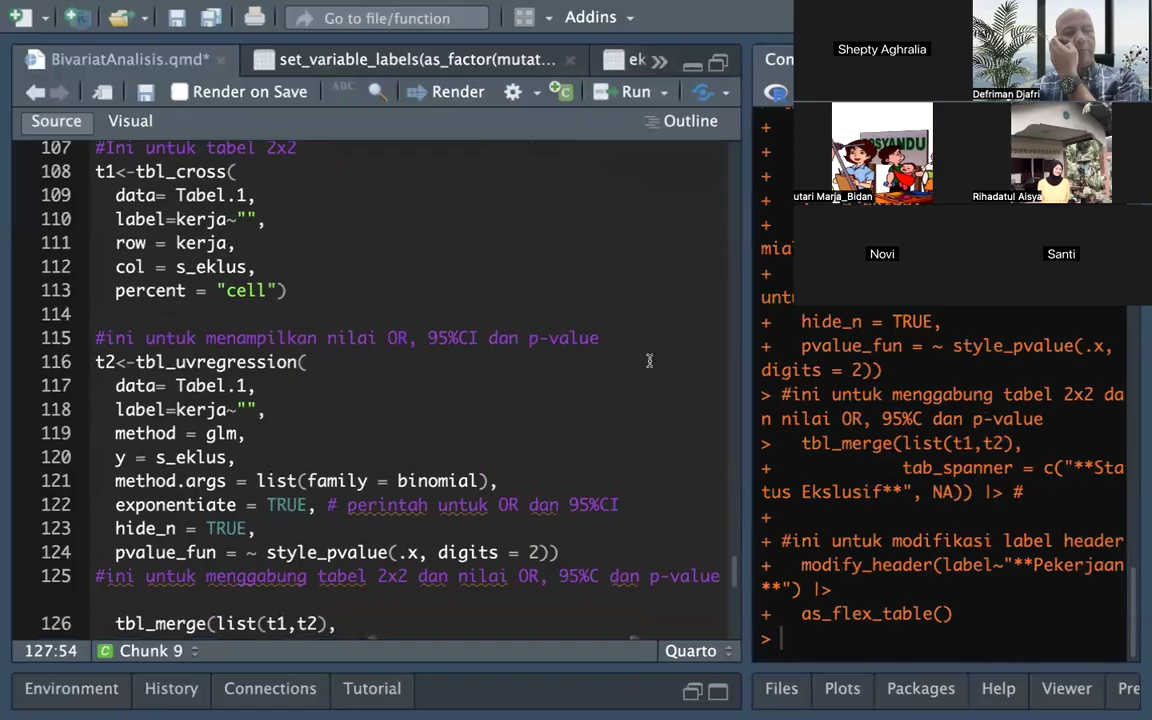 Go to file/function
Addins
BivariatAnalisis.qmd*
set_variable_labels(as_factor(mutat...
ek
Render on Save
ABC
Render
Run
Source
Visual
Outline
107 #Ini untuk tabel 2x2
108 t1<-tbl_cross(
109 data= Tabel.1,
110 label=kerja~"",
111 row = kerja,
112 col = s_eklus,
113 percent = "cell")
114
115 #ini untuk menampilkan nilai OR, 95%CI dan p-value
116 t2<-tbl_uvregression(
117 data= Tabel.1,
118 label=kerja~"",
119 method = glm,
120 y = s_eklus,
121 method.args = list(family = binomial),
122 exponentiate = TRUE, # perintah untuk OR dan 95%CI
123 hide_n = TRUE,
124 pvalue_fun = ~ style_pvalue(.x, digits = 2))
125 #ini untuk menggabung tabel 2x2 dan nilai OR, 95%C dan p-value
126 tbl_merge(list(t1,t2),
127:54
Chunk 9
Quarto
Environment
History
Connections
Tutorial
Con
+
+
+
+
+
mial
+
untu
+ hide_n = TRUE,
+ pvalue_fun = ~ style_pvalue(.x,
digits = 2))
> #ini untuk menggabung tabel 2x2 da
n nilai OR, 95%C dan p-value
> tbl_merge(list(t1,t2),
+ tab_spanner = c("**Sta
tus Ekslusif**", NA)) |> #
+
+ #ini untuk modifikasi label header
+ modify_header(label~"**Pekerjaan
**") |>
+ as_flex_table()
>
Files
Plots
Packages
Help
Viewer
Pre
Shepty Aghralia
Defriman Djafri
OSYANDU
utari Marja_Bidan
Rihadatul Aisya
Novi
Santi